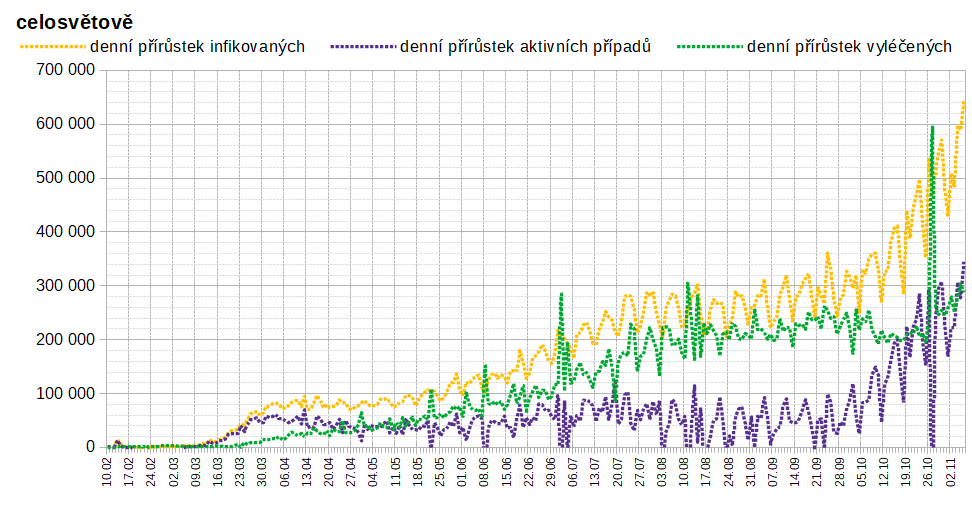 celosvětově
denní přírůstek infikovaných denní přírůstek aktivních případů denní přírůstek vyléčených
700 000
600 000
500 000
400 000
300 000
200 000
100 000
0
10.02 17.02 24.02 02.03 09.03 16.03 23.03 30.03 06.04 13.04 20.04 27.04 04.05 11.05 18.05 25.05 01.06 08.06 15.06 22.06 29.06 06.07 13.07 20.07 27.07 03.08 10.08 17.08 24.08 31.08 07.09 14.09 21.09 28.09 05.10 12.10 19.10 26.10 02.11